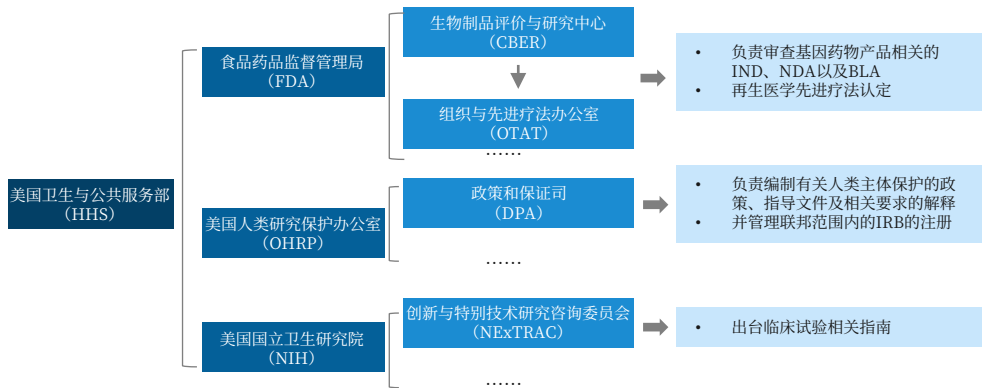 美国卫生与公共服务部
（HHS）
食品药品监督管理局
（FDA）
生物制品评价与研究中心
（CBER）
组织与先进疗法办公室
（OTAT）
……
• 负责审查基因药物产品相关的
IND、NDA以及BLA
• 再生医学先进疗法认定
美国人类研究保护办公室
（OHRP）
政策和保证司
（DPA）
……
• 负责编制有关人类主体保护的政
策、指导文件及相关要求的解释
• 并管理联邦范围内的IRB的注册
美国国立卫生研究院
（NIH）
创新与特别技术研究咨询委员会
（NExTRAC）
……
• 出台临床试验相关指南